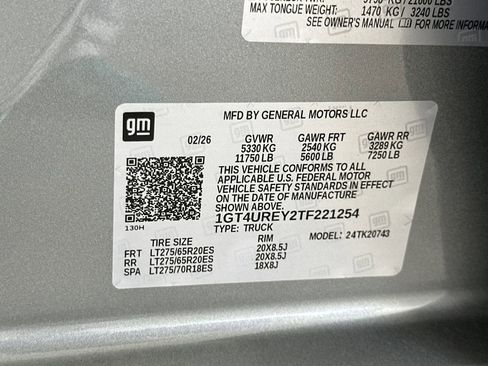 MAX TONGUE WEIGHT: 1470 KG / 3240 LBS
SEE OWNER'S MANUAL FOR MORE
gm
MFD BY GENERAL MOTORS LLC
02/26 GVWR GAWR FRT GAWR RR
5330 KG 2540 KG 3289 KG
11750 LB 5600 LB 7250 LB
THIS VEHICLE CONFORMS TO ALL
APPLICABLE U.S. FEDERAL MOTOR
VEHICLE SAFETY STANDARDS IN EFFECT
ON THE DATE OF MANUFACTURE SHOWN ABOVE.
1GT4UREY2TF221254
130H
TYPE: TRUCK MODEL: 24TK20743
TIRE SIZE RIM
FRT LT275/65R20ES 20X8.5J
RR LT275/65R20ES 20X8.5J
SPA LT275/70R18ES 18X8J